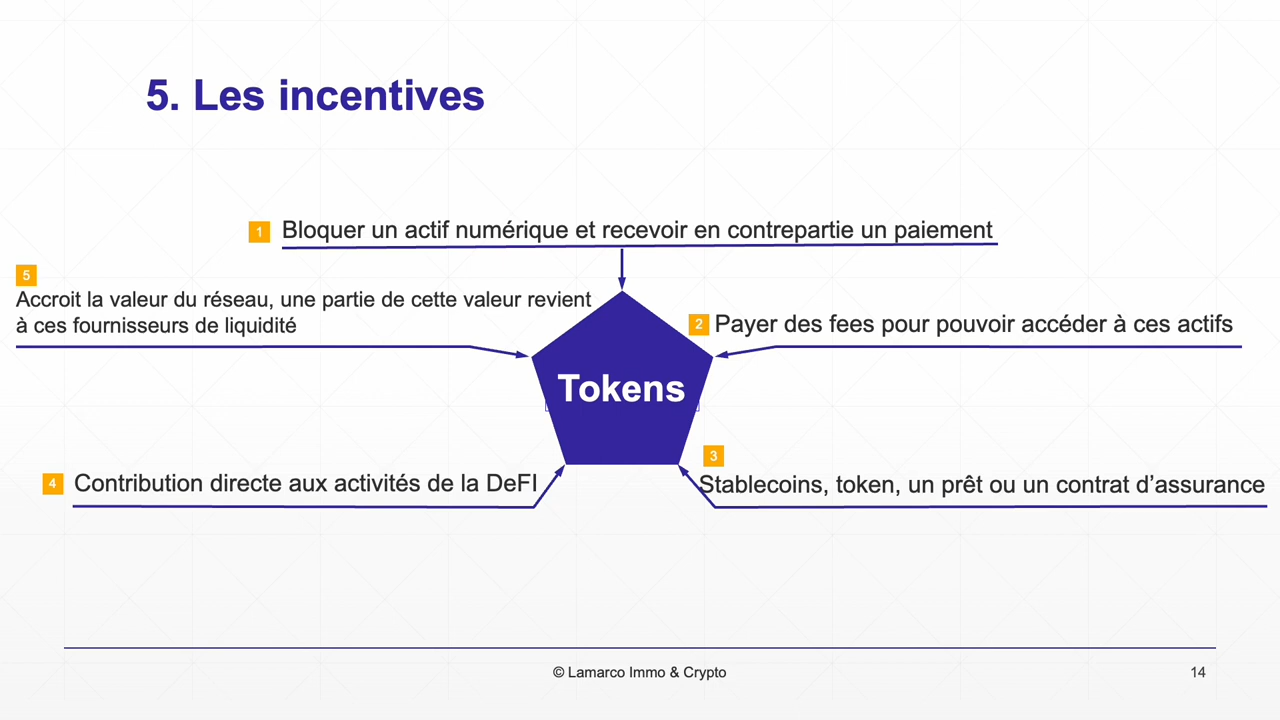 5. Les incentives
1 Bloquer un actif numérique et recevoir en contrepartie un paiement
5
Accroit la valeur du réseau, une partie de cette valeur revient
à ces fournisseurs de liquidité
2 Payer des fees pour pouvoir accéder à ces actifs
Tokens
3
4 Contribution directe aux activités de la DeFI
Stablecoins, token, un prêt ou un contrat d’assurance
© Lamarco Immo & Crypto
14